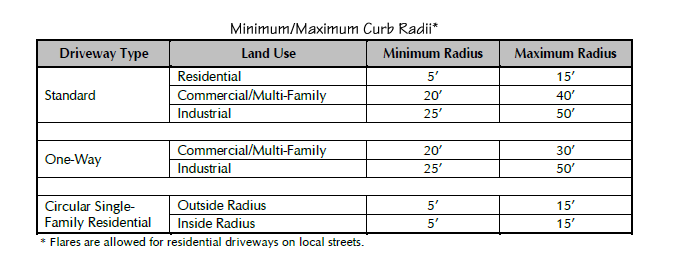 Minimum/Maximum Curb Radii*
Driveway Type Land Use Minimum Radius Maximum Radius
Standard
Residential 5′ 15′
Commercial/Multi-Family 20′ 40′
Industrial 25′ 50′
One-Way
Commercial/Multi-Family 20′ 30′
Industrial 25′ 50′
Circular Single-
Family Residential
Outside Radius 5′ 15′
Inside Radius 5′ 15′
* Flares are allowed for residential driveways on local streets.